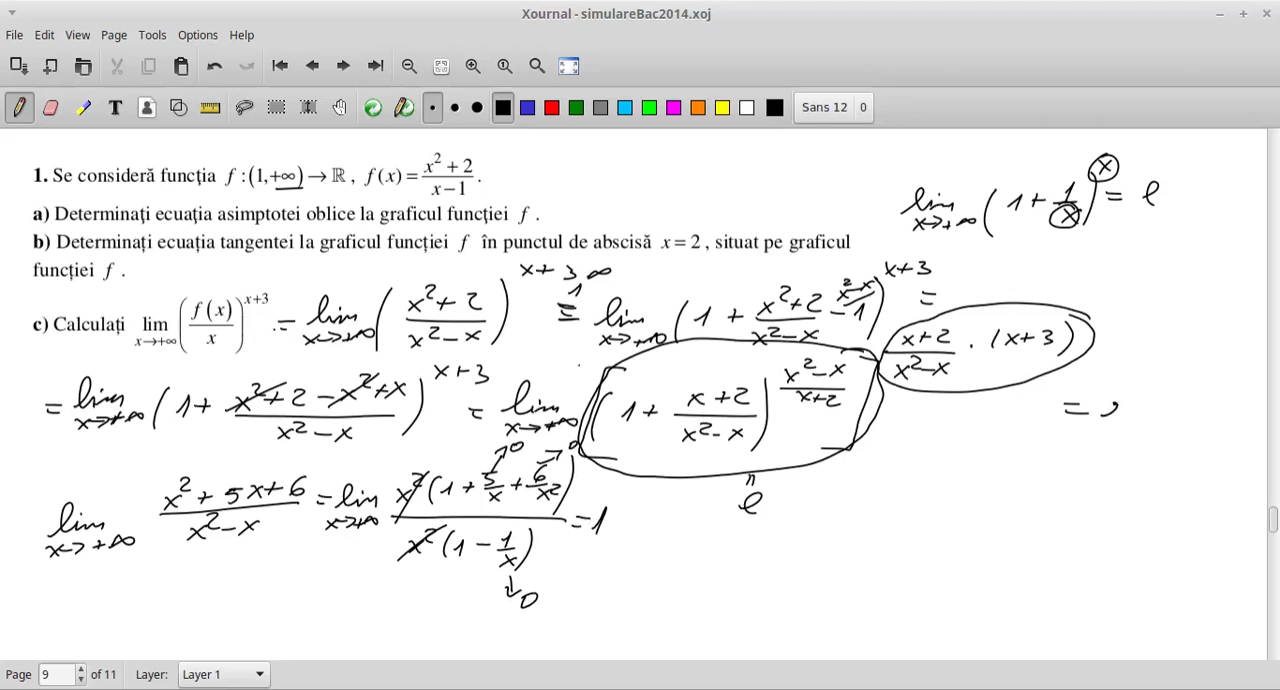 Xournal - simulareBac2014.xoj
File Edit View Page Tools Options Help
Sans 12 0
1. Se consideră funcția f : (1,+∞) → ℝ, f(x) = (x² + 2)/(x − 1).
a) Determinați ecuația asimptotei oblice la graficul funcției f .
b) Determinați ecuația tangentei la graficul funcției f în punctul de abscisă x = 2 , situat pe graficul
funcției f .
lim x→+∞ (1 + 1/x)^x = e
c) Calculați lim x→+∞ (f(x)/x)^(x+3) . = lim x→+∞ ((x² + 2)/(x² − x))^(x+3) 1^∞ = lim x→+∞ (1 + (x² + 2)/(x² − x) − 1)^(x+3) =
= lim x→+∞ (1 + (x² + 2 − x² + x)/(x² − x))^(x+3) = lim x→+∞ [(1 + (x + 2)/(x² − x))^((x² − x)/(x + 2))]^((x+2)/(x² − x) · (x+3)) = e
lim x→+∞ (x² + 5x + 6)/(x² − x) = lim x→+∞ x²(1 + 5/x + 6/x²)/(x²(1 − 1/x)) = 1
→0 →0
↓0
Page 9 of 11 Layer: Layer 1